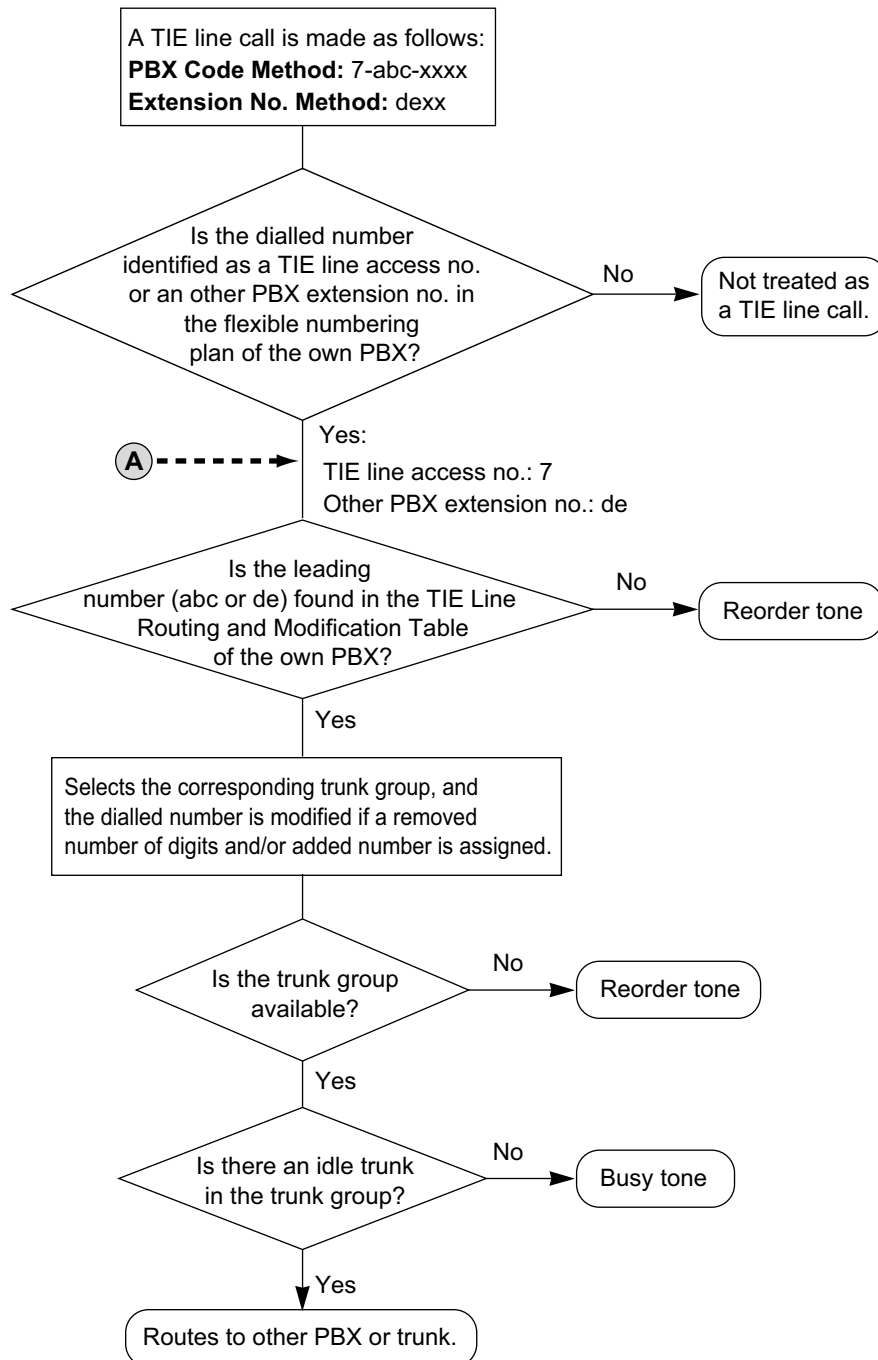 A TIE line call is made as follows:
PBX Code Method: 7-abc-xxxx
Extension No. Method: dexx
Is the dialled number
identified as a TIE line access no.
or an other PBX extension no. in
the flexible numbering
plan of the own PBX?
No
Not treated as
a TIE line call.
A
Yes:
TIE line access no.: 7
Other PBX extension no.: de
Is the leading
number (abc or de) found in the TIE Line
Routing and Modification Table
of the own PBX?
No
Reorder tone
Yes
Selects the corresponding trunk group, and
the dialled number is modified if a removed
number of digits and/or added number is assigned.
Is the trunk group
available?
No
Reorder tone
Yes
Is there an idle trunk
in the trunk group?
No
Busy tone
Yes
Routes to other PBX or trunk.